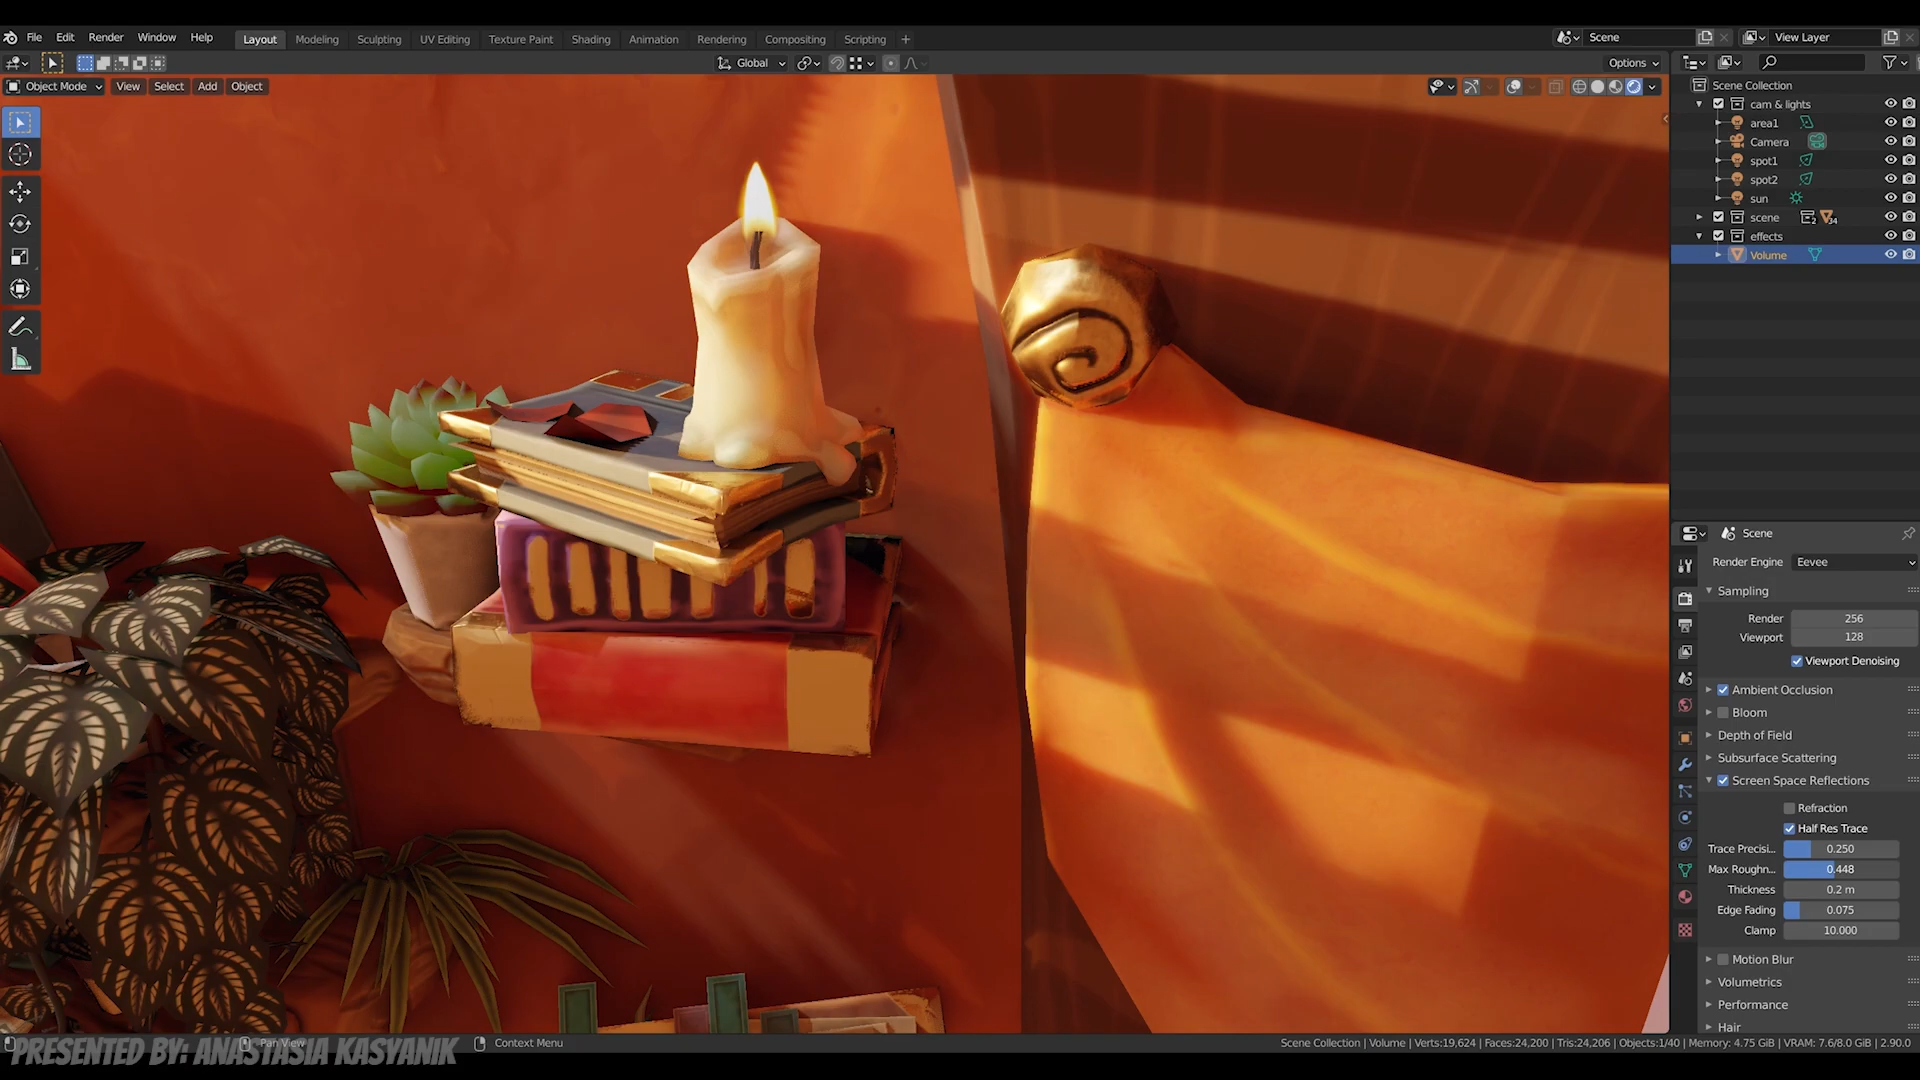 File Edit Render Window Help Layout Modeling Sculpting UV Editing Texture Paint Shading Animation Rendering Compositing Scripting + Scene View Layer
Global Options
Object Mode View Select Add Object
Scene Collection
cam & lights
area1
Camera
spot1
spot2
sun
scene 2 34
effects
Volume
Scene
Render Engine Eevee
Sampling
Render 256
Viewport 128
Viewport Denoising
Ambient Occlusion
Bloom
Depth of Field
Subsurface Scattering
Screen Space Reflections
Refraction
Half Res Trace
Trace Precisi... 0.250
Max Roughn... 0.448
Thickness 0.2 m
Edge Fading 0.075
Clamp 10.000
Motion Blur
Volumetrics
Performance
Hair
Pan View Context Menu Scene Collection | Volume | Verts:19,624 | Faces:24,200 | Tris:24,206 | Objects:1/40 | Memory: 4.75 GiB | VRAM: 7.6/8.0 GiB | 2.90.0
PRESENTED BY: ANASTASIA KASYANIK